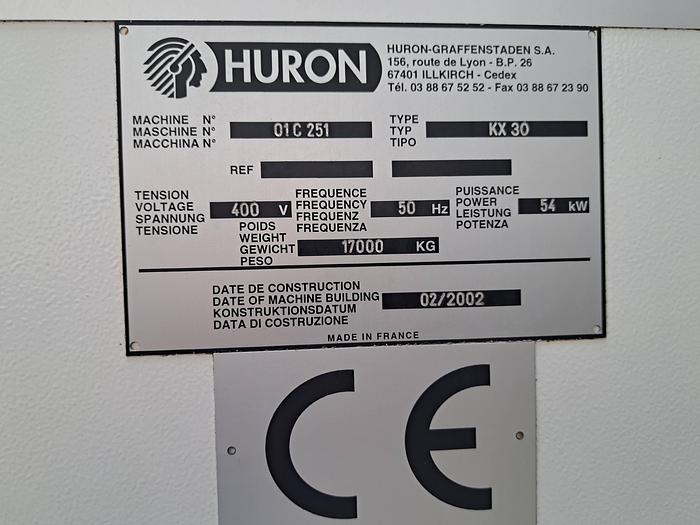 HURON
HURON-GRAFFENSTADEN S.A.
156, route de Lyon - B.P. 26
67401 ILLKIRCH - Cedex
Tél. 03 88 67 52 52 - Fax 03 88 67 23 90
MACHINE N°
MASCHINE N°
MACCHINA N°
01C 251
TYPE
TYP
TIPO
KX 30
REF
TENSION
VOLTAGE
SPANNUNG
TENSIONE
400 V
FREQUENCE
FREQUENCY
FREQUENZ
FREQUENZA
50 Hz
PUISSANCE
POWER
LEISTUNG
POTENZA
54 kW
POIDS
WEIGHT
GEWICHT
PESO
17000 KG
DATE DE CONSTRUCTION
DATE OF MACHINE BUILDING
KONSTRUKTIONSDATUM
DATA DI COSTRUZIONE
02/2002
MADE IN FRANCE
CE